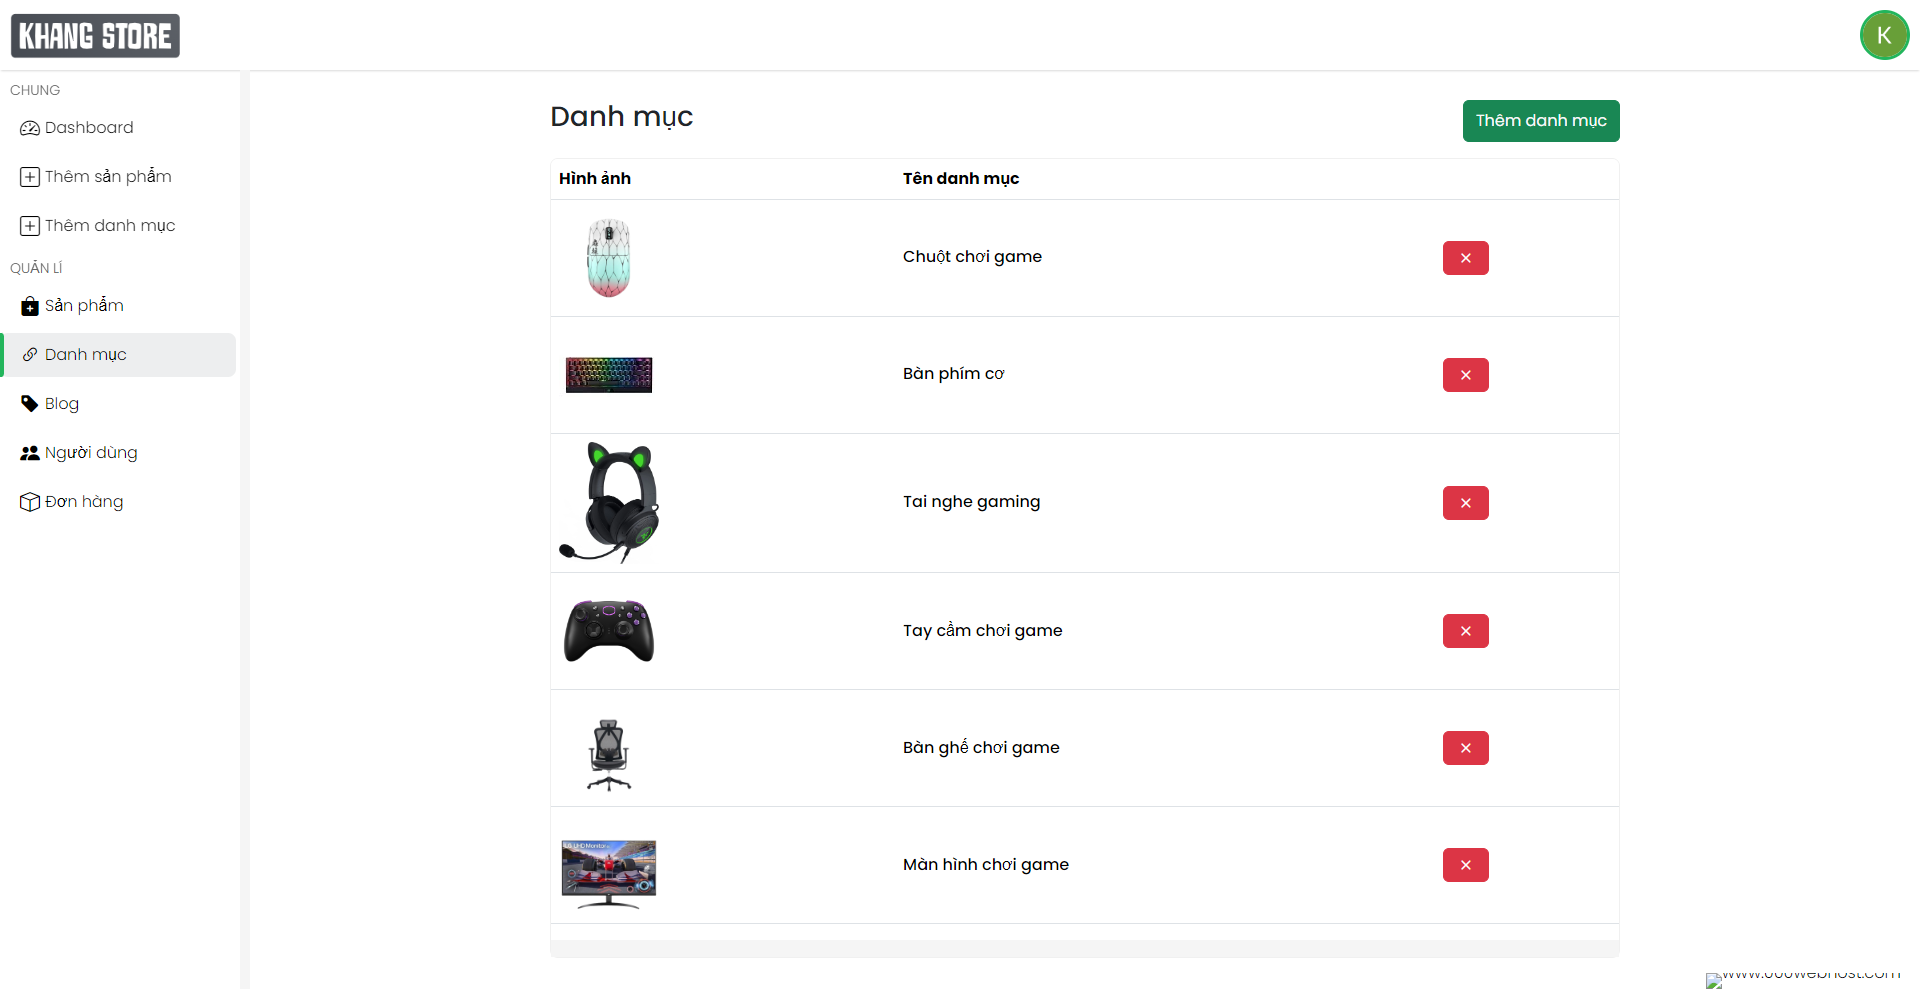 KHANG STORE
K
CHUNG
Dashboard
Thêm sản phẩm
Thêm danh mục
QUẢN LÍ
Sản phẩm
Danh mục
Blog
Người dùng
Đơn hàng
Danh mục
Thêm danh mục
Hình ảnh
Tên danh mục
Chuột chơi game
Bàn phím cơ
Tai nghe gaming
Tay cầm chơi game
Bàn ghế chơi game
UHD Monitor
Màn hình chơi game
www.000webhost.com